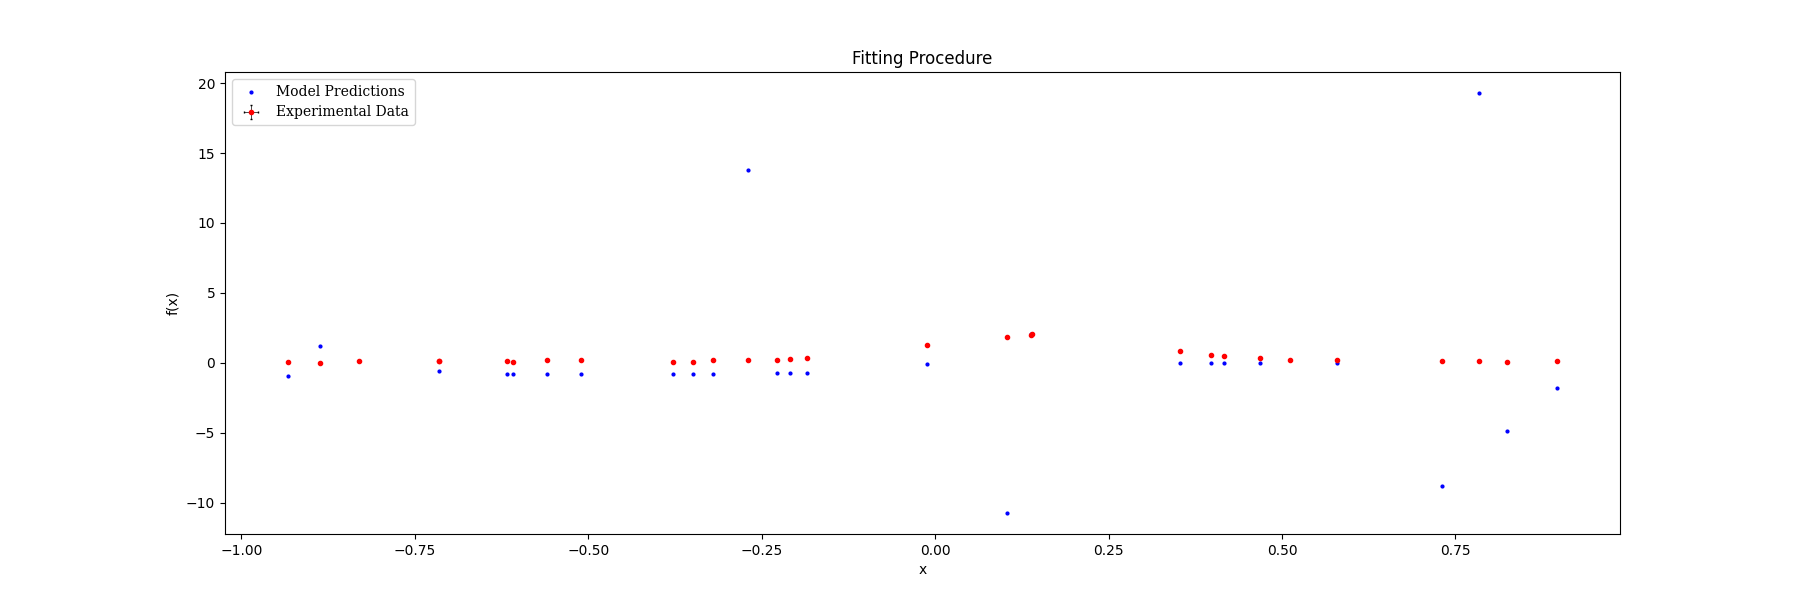 Fitting Procedure
Model Predictions
Experimental Data
f(x)
20
15
10
5
0
−5
−10
−1.00 −0.75 −0.50 −0.25 0.00 0.25 0.50 0.75
x